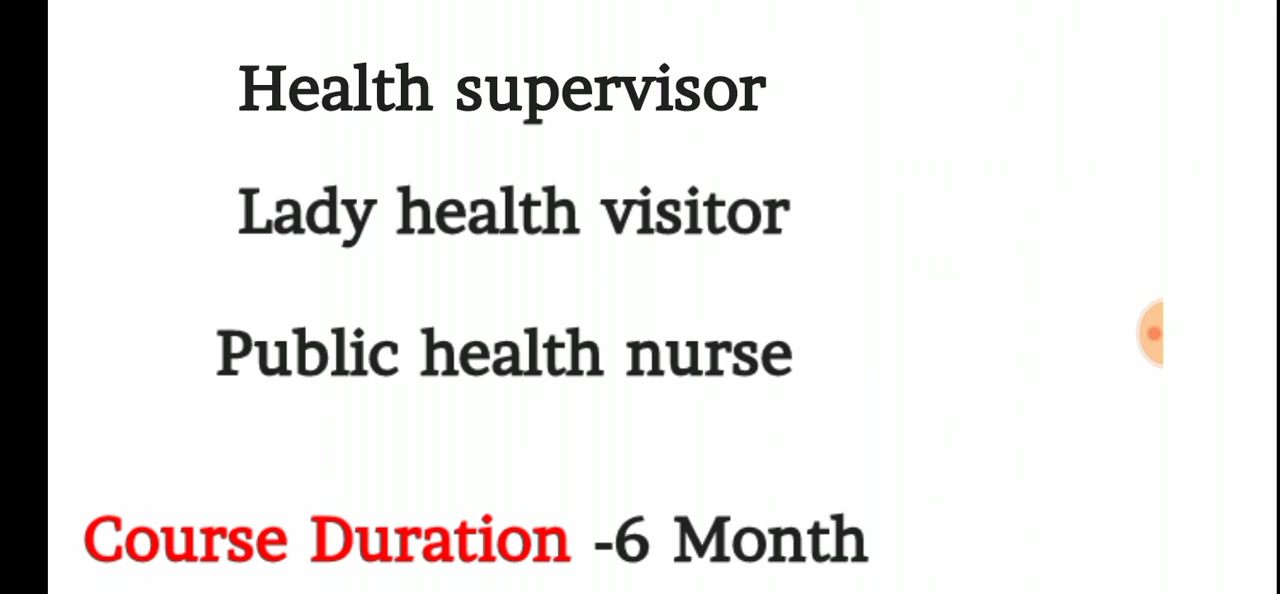 Health supervisor
Lady health visitor
Public health nurse
Course Duration -6 Month